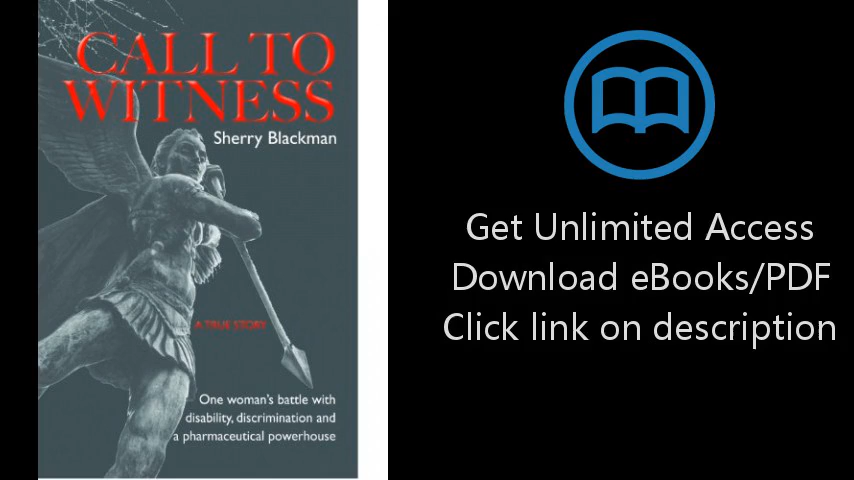 CALL TO
WITNESS
Sherry Blackman
A TRUE STORY
One woman's battle with
disability, discrimination and
a pharmaceutical powerhouse
Get Unlimited Access
Download eBooks/PDF
Click link on description